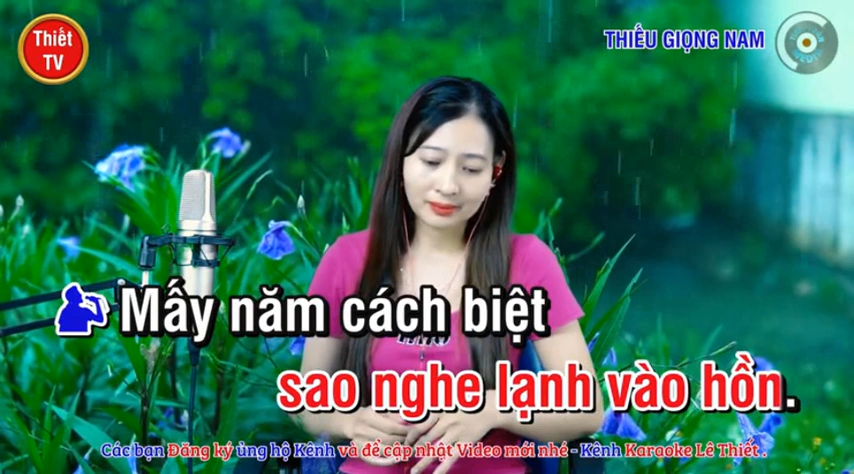 Thiết
TV
THIẾU GIỌNG NAM
Mấy năm cách biệt
sao nghe lạnh vào hồn.
Các bạn Đăng ký ủng hộ Kênh và để cập nhật Video mới nhé - Kênh Karaoke Lê Thiết .